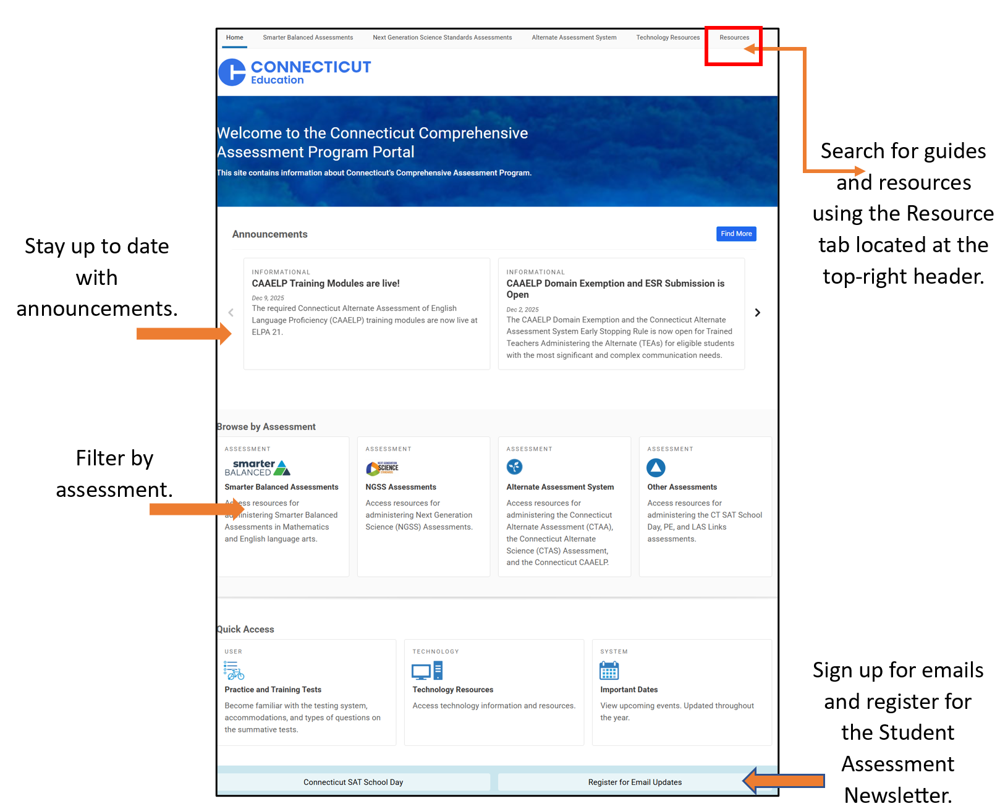 Home Smarter Balanced Assessments Next Generation Science Standards Assessments Alternate Assessment System Technology Resources Resources
CONNECTICUT
Education
Welcome to the Connecticut Comprehensive
Assessment Program Portal
This site contains information about Connecticut's Comprehensive Assessment Program.
Search for guides
and resources
using the Resource
tab located at the
top-right header.
Stay up to date
with
announcements.
Announcements
Find More
INFORMATIONAL
CAAELP Training Modules are live!
Dec 9, 2025
The required Connecticut Alternate Assessment of English
Language Proficiency (CAAELP) training modules are now live at
ELPA 21.
INFORMATIONAL
CAAELP Domain Exemption and ESR Submission is
Open
Dec 2, 2025
The CAAELP Domain Exemption and the Connecticut Alternate
Assessment System Early Stopping Rule is now open for Trained
Teachers Administering the Alternate (TEAs) for eligible students
with the most significant and complex communication needs.
Filter by
assessment.
Browse by Assessment
ASSESSMENT
smarter
BALANCED
Smarter Balanced Assessments
Access resources for
administering Smarter Balanced
Assessments in Mathematics
and English language arts.
ASSESSMENT
NEXT GENERATION
SCIENCE
STANDARDS
NGSS Assessments
Access resources for
administering Next Generation
Science (NGSS) Assessments.
ASSESSMENT
Alternate Assessment System
Access resources for
administering the Connecticut
Alternate Assessment (CTAA),
the Connecticut Alternate
Science (CTAS) Assessment,
and the Connecticut CAAELP.
ASSESSMENT
Other Assessments
Access resources for
administering the CT SAT School
Day, PE, and LAS Links
assessments.
Quick Access
USER
Practice and Training Tests
Become familiar with the testing system,
accommodations, and types of questions on
the summative tests.
TECHNOLOGY
Technology Resources
Access technology information and resources.
SYSTEM
Important Dates
View upcoming events. Updated throughout
the year.
Connecticut SAT School Day
Register for Email Updates
Sign up for emails
and register for
the Student
Assessment
Newsletter.